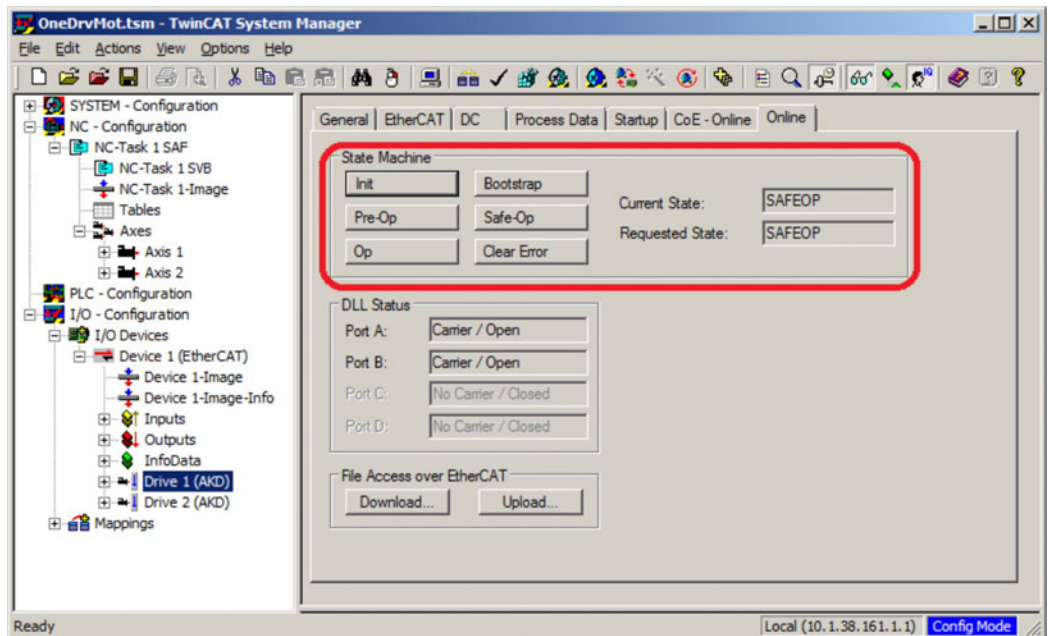 OneDrvMot.tsm - TwinCAT System Manager
File Edit Actions View Options Help
SYSTEM - Configuration
NC - Configuration
NC-Task 1 SAF
NC-Task 1 SVB
NC-Task 1-Image
Tables
Axes
Axis 1
Axis 2
PLC - Configuration
I/O - Configuration
I/O Devices
Device 1 (EtherCAT)
Device 1-Image
Device 1-Image-Info
Inputs
Outputs
InfoData
Drive 1 (AKD)
Drive 2 (AKD)
Mappings
General EtherCAT DC Process Data Startup CoE - Online Online
State Machine
Init Bootstrap
Pre-Op Safe-Op
Op Clear Error
Current State: SAFEOP
Requested State: SAFEOP
DLL Status
Port A: Carrier / Open
Port B: Carrier / Open
Port C: No Carrier / Closed
Port D: No Carrier / Closed
File Access over EtherCAT
Download... Upload...
Ready Local (10.1.38.161.1.1) Config Mode